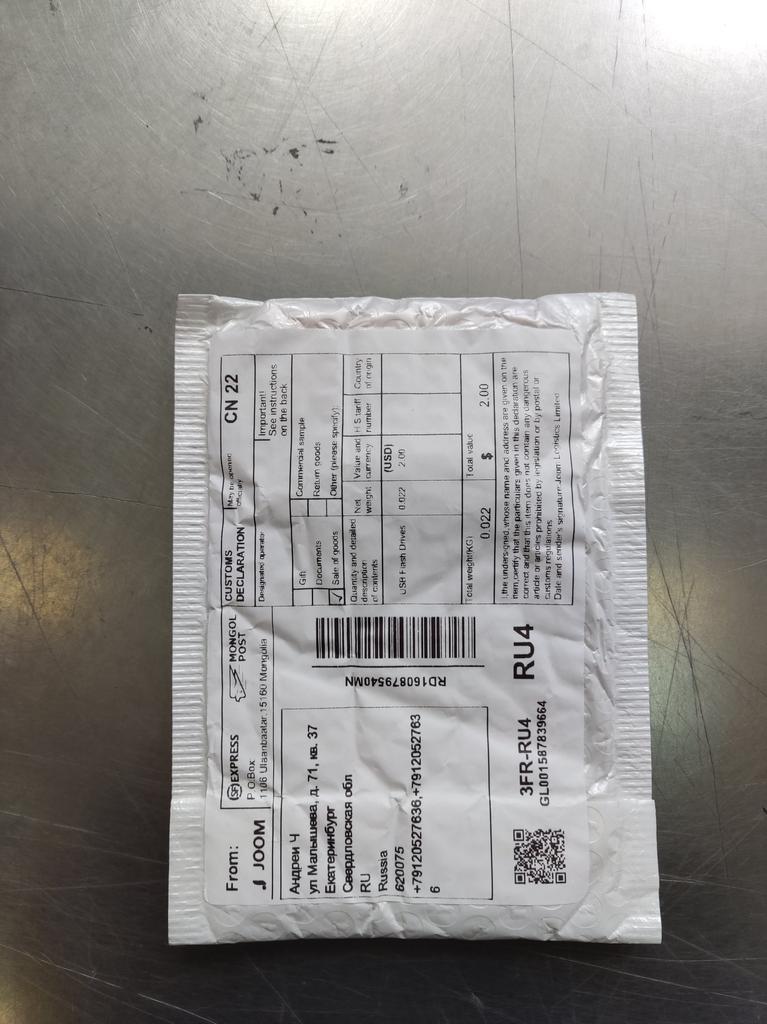 From:
JOOM
SF EXPRESS
MONGOL
POST
P.O.Box
1106 Ulaanbaatar 15160 Mongolia
Андрей Ч
ул Малышева, д. 71, кв. 37
Екатеринбург
Свердловская обл
RU
Russia
620075
+79120527636,+7912052763
6
RD160879540MN
3FR-RU4
GL001587839664
RU4
CUSTOMS
DECLARATION
May be opened
officially
CN 22
Designated operator
Important!
See instructions
on the back
Gift
Commercial sample
Documents
Return goods
✓ Sale of goods
Other (please specify):
Quantity and detailed
description
of contents
Net
weight
Value and
currency
(USD)
H S tariff
number
Country
of origin
USB Flash Drives
0.022
2.00
Total weight(KG)
0.022
Total value
$ 2.00
I,the undersigned,whose name and address are given on the
item,certify that the particulars given in this declaration are
correct and that this item does not contain any dangerous
article or articles prohibited by legislation or by postal or
customs regulations
Date and sender's signature Joom Logistics Limited